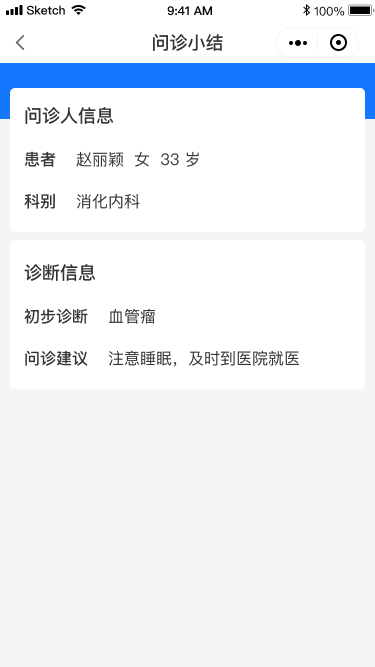 Sketch 9:41 AM 100%
问诊小结
问诊人信息
患者 赵丽颖 女 33 岁
科别 消化内科
诊断信息
初步诊断 血管瘤
问诊建议 注意睡眠，及时到医院就医